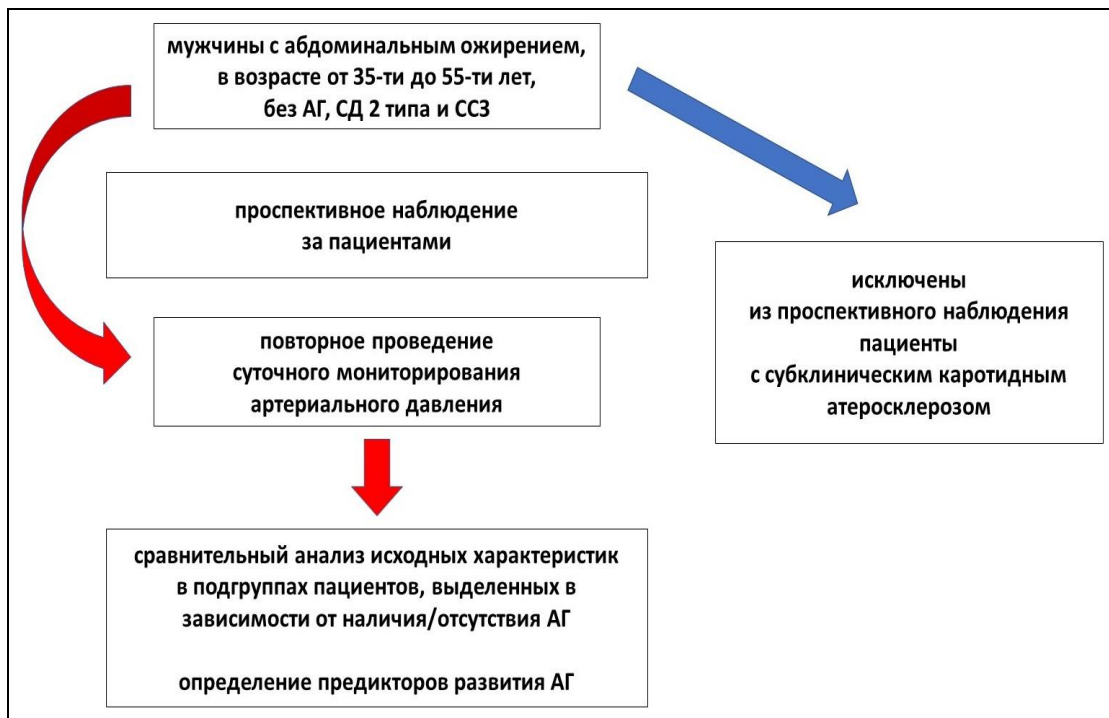 мужчины с абдоминальным ожирением,
в возрасте от 35-ти до 55-ти лет,
без АГ, СД 2 типа и ССЗ
проспективное наблюдение
за пациентами
исключены
из проспективного наблюдения
пациенты
с субклиническим каротидным
атеросклерозом
повторное проведение
суточного мониторирования
артериального давления
сравнительный анализ исходных характеристик
в подгруппах пациентов, выделенных в
зависимости от наличия/отсутствия АГ
определение предикторов развития АГ